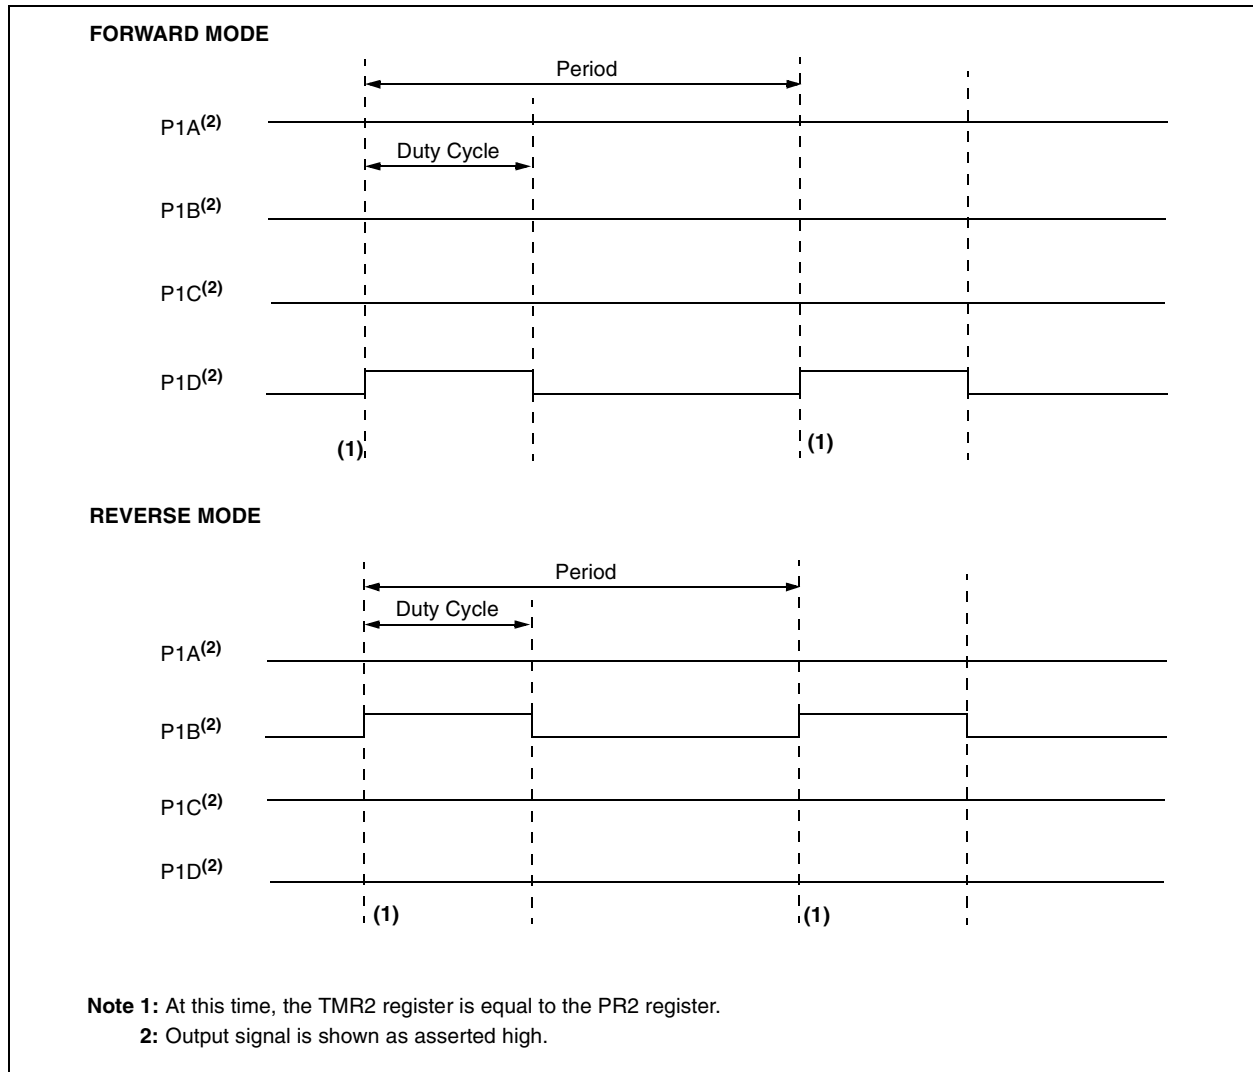 FORWARD MODE
Period
P1A(2)
Duty Cycle
P1B(2)
P1C(2)
P1D(2)
(1)
(1)
REVERSE MODE
Period
Duty Cycle
P1A(2)
P1B(2)
P1C(2)
P1D(2)
(1)
(1)
Note 1: At this time, the TMR2 register is equal to the PR2 register.
2: Output signal is shown as asserted high.